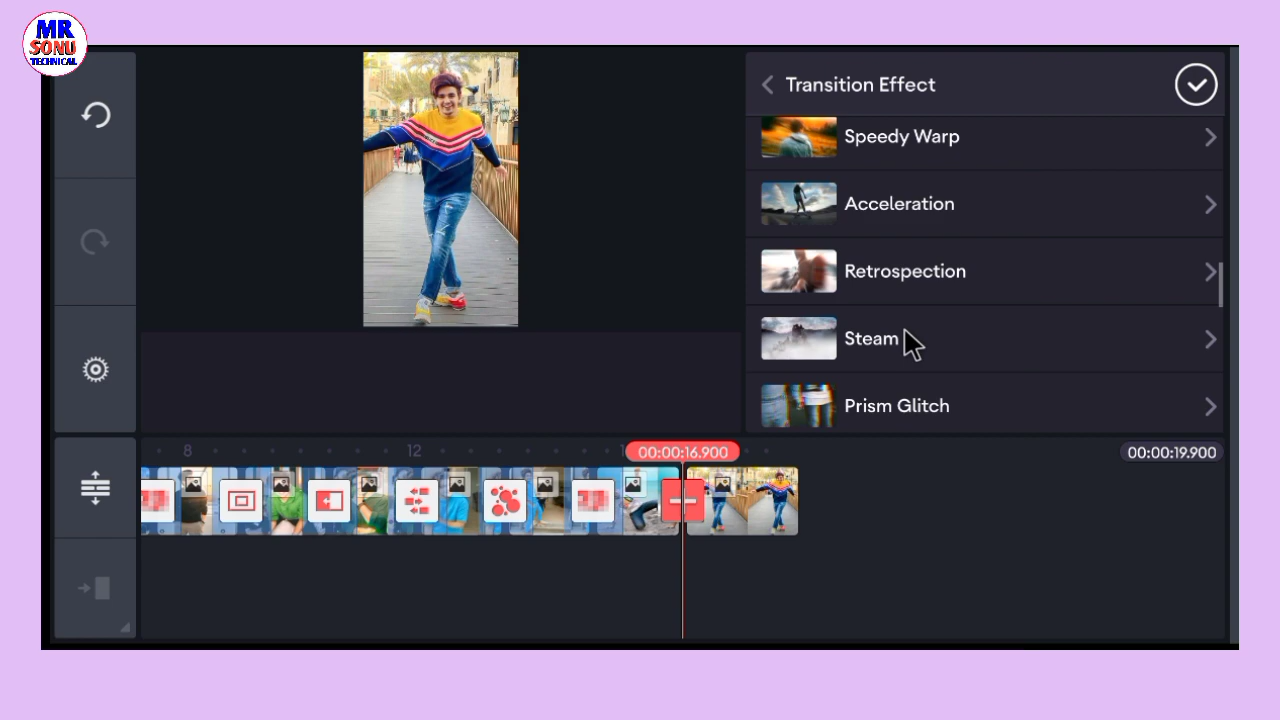 MR
SONU
TECHNICAL
Transition Effect
Speedy Warp
Acceleration
Retrospection
Steam
Prism Glitch
8
12
00:00:16.900
00:00:19.900